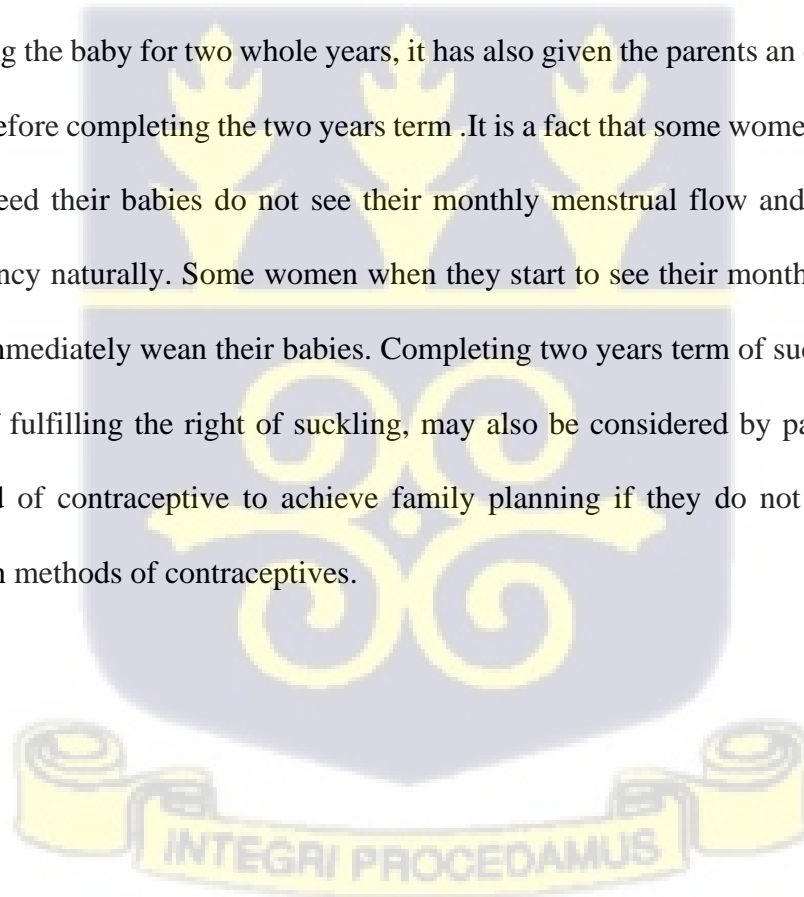 ng the baby for two whole years, it has also given the parents an
efore completing the two years term .It is a fact that some wome
eed their babies do not see their monthly menstrual flow and
ncy naturally. Some women when they start to see their month
mmediately wean their babies. Completing two years term of suc
f fulfilling the right of suckling, may also be considered by pa
d of contraceptive to achieve family planning if they do not
n methods of contraceptives.
INTEGRI PROCEDAMUS